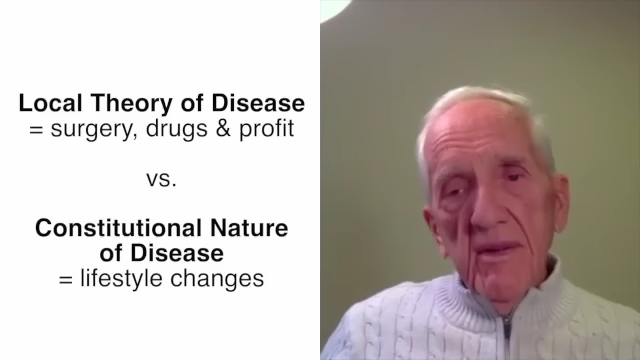 Local Theory of Disease
= surgery, drugs & profit
vs.
Constitutional Nature
of Disease
= lifestyle changes